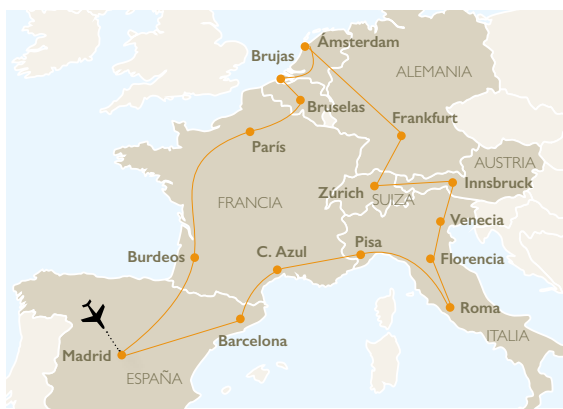 Ámsterdam
Brujas
ALEMANIA
Bruselas
Frankfurt
París
AUSTRIA
Zúrich
Innsbruck
SUIZA
FRANCIA
Venecia
C. Azul
Pisa
Burdeos
Florencia
Roma
Barcelona
ITALIA
Madrid
ESPAÑA